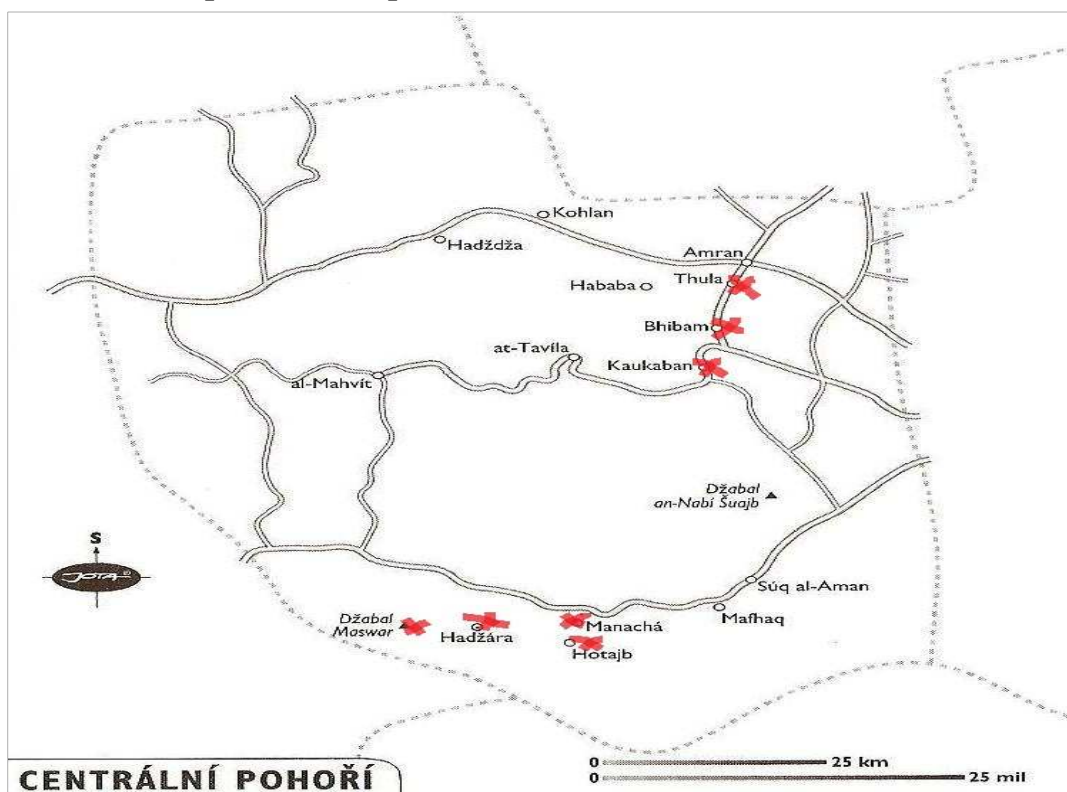 Kohlan
Hadždža
Amran
Thula
Hababa
Bhibam
at-Tavíla
Kaukaban
al-Mahvít
Džabal
an-Nabí Šuajb
S
JOTA
Súq al-Aman
Džabal
Maswar
Hadžára
Manachá
Mafhaq
Hotajb
CENTRÁLNÍ POHOŘÍ
0 25 km
0 25 mil